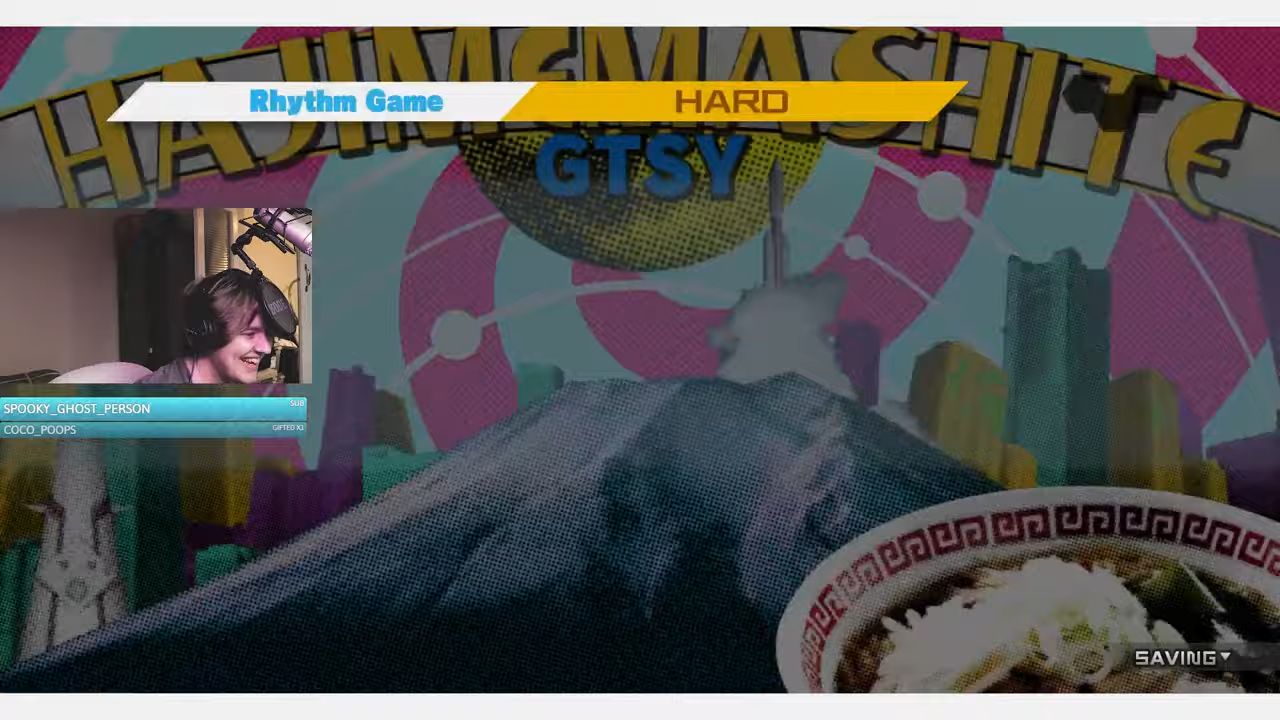 HAJIMEMASHITE
Rhythm Game
HARD
GTSY
SPOOKY_GHOST_PERSON
SUB
COCO_POOPS
GIFTED X1
SAVING